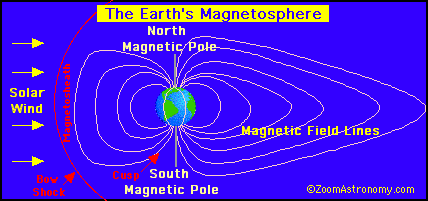 The Earth's Magnetosphere
North
Magnetic Pole
Solar
Wind
Magnetosheath
Magnetic Field Lines
Bow
Shock
Cusp
South
Magnetic Pole
©ZoomAstronomy.com